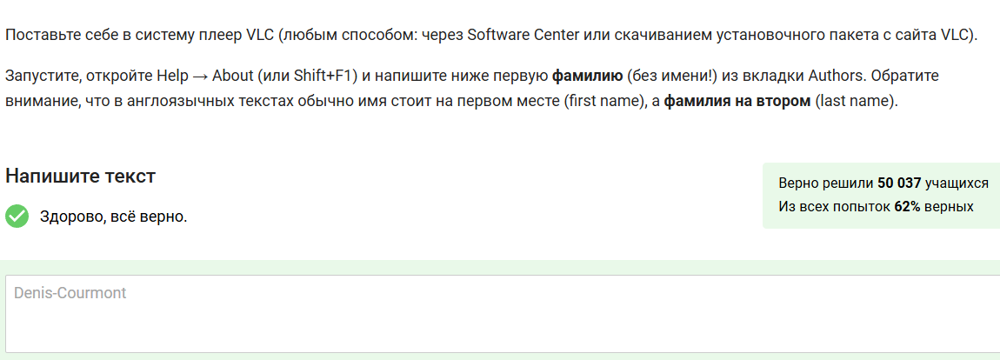 Поставьте себе в систему плеер VLC (любым способом: через Software Center или скачиванием установочного пакета с сайта VLC).
Запустите, откройте Help → About (или Shift+F1) и напишите ниже первую фамилию (без имени!) из вкладки Authors. Обратите
внимание, что в англоязычных текстах обычно имя стоит на первом месте (first name), а фамилия на втором (last name).
Напишите текст
Здорово, всё верно.
Верно решили 50 037 учащихся
Из всех попыток 62% верных
Denis-Courmont